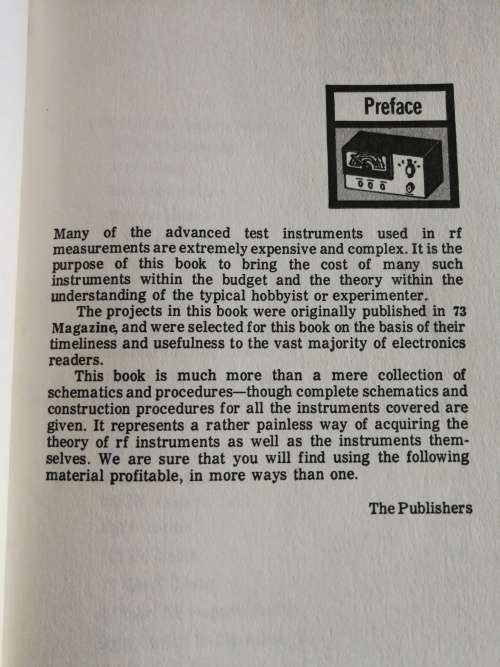 Preface
Many of the advanced test instruments used in rf
measurements are extremely expensive and complex. It is the
purpose of this book to bring the cost of many such
instruments within the budget and the theory within the
understanding of the typical hobbyist or experimenter.
The projects in this book were originally published in 73
Magazine, and were selected for this book on the basis of their
timeliness and usefulness to the vast majority of electronics
readers.
This book is much more than a mere collection of
schematics and procedures—though complete schematics and
construction procedures for all the instruments covered are
given. It represents a rather painless way of acquiring the
theory of rf instruments as well as the instruments them-
selves. We are sure that you will find using the following
material profitable, in more ways than one.
The Publishers